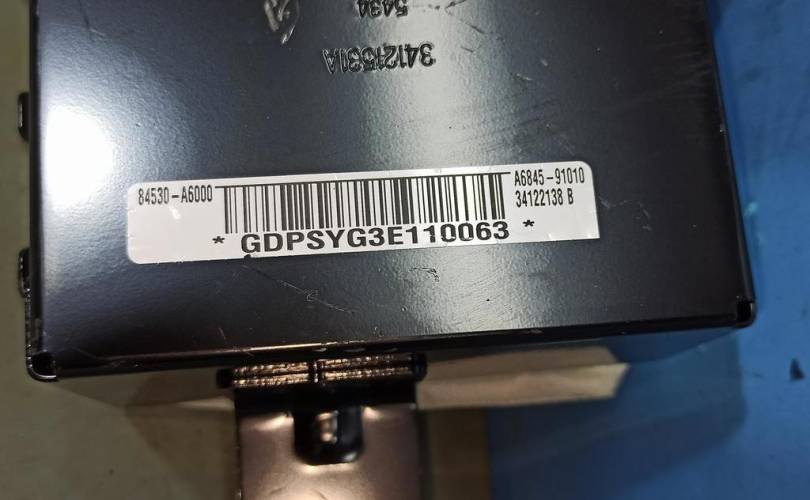 5434
34121531A
84530-A6000
A6845-91010
34122138 B
* GDPSYG3E110063 *